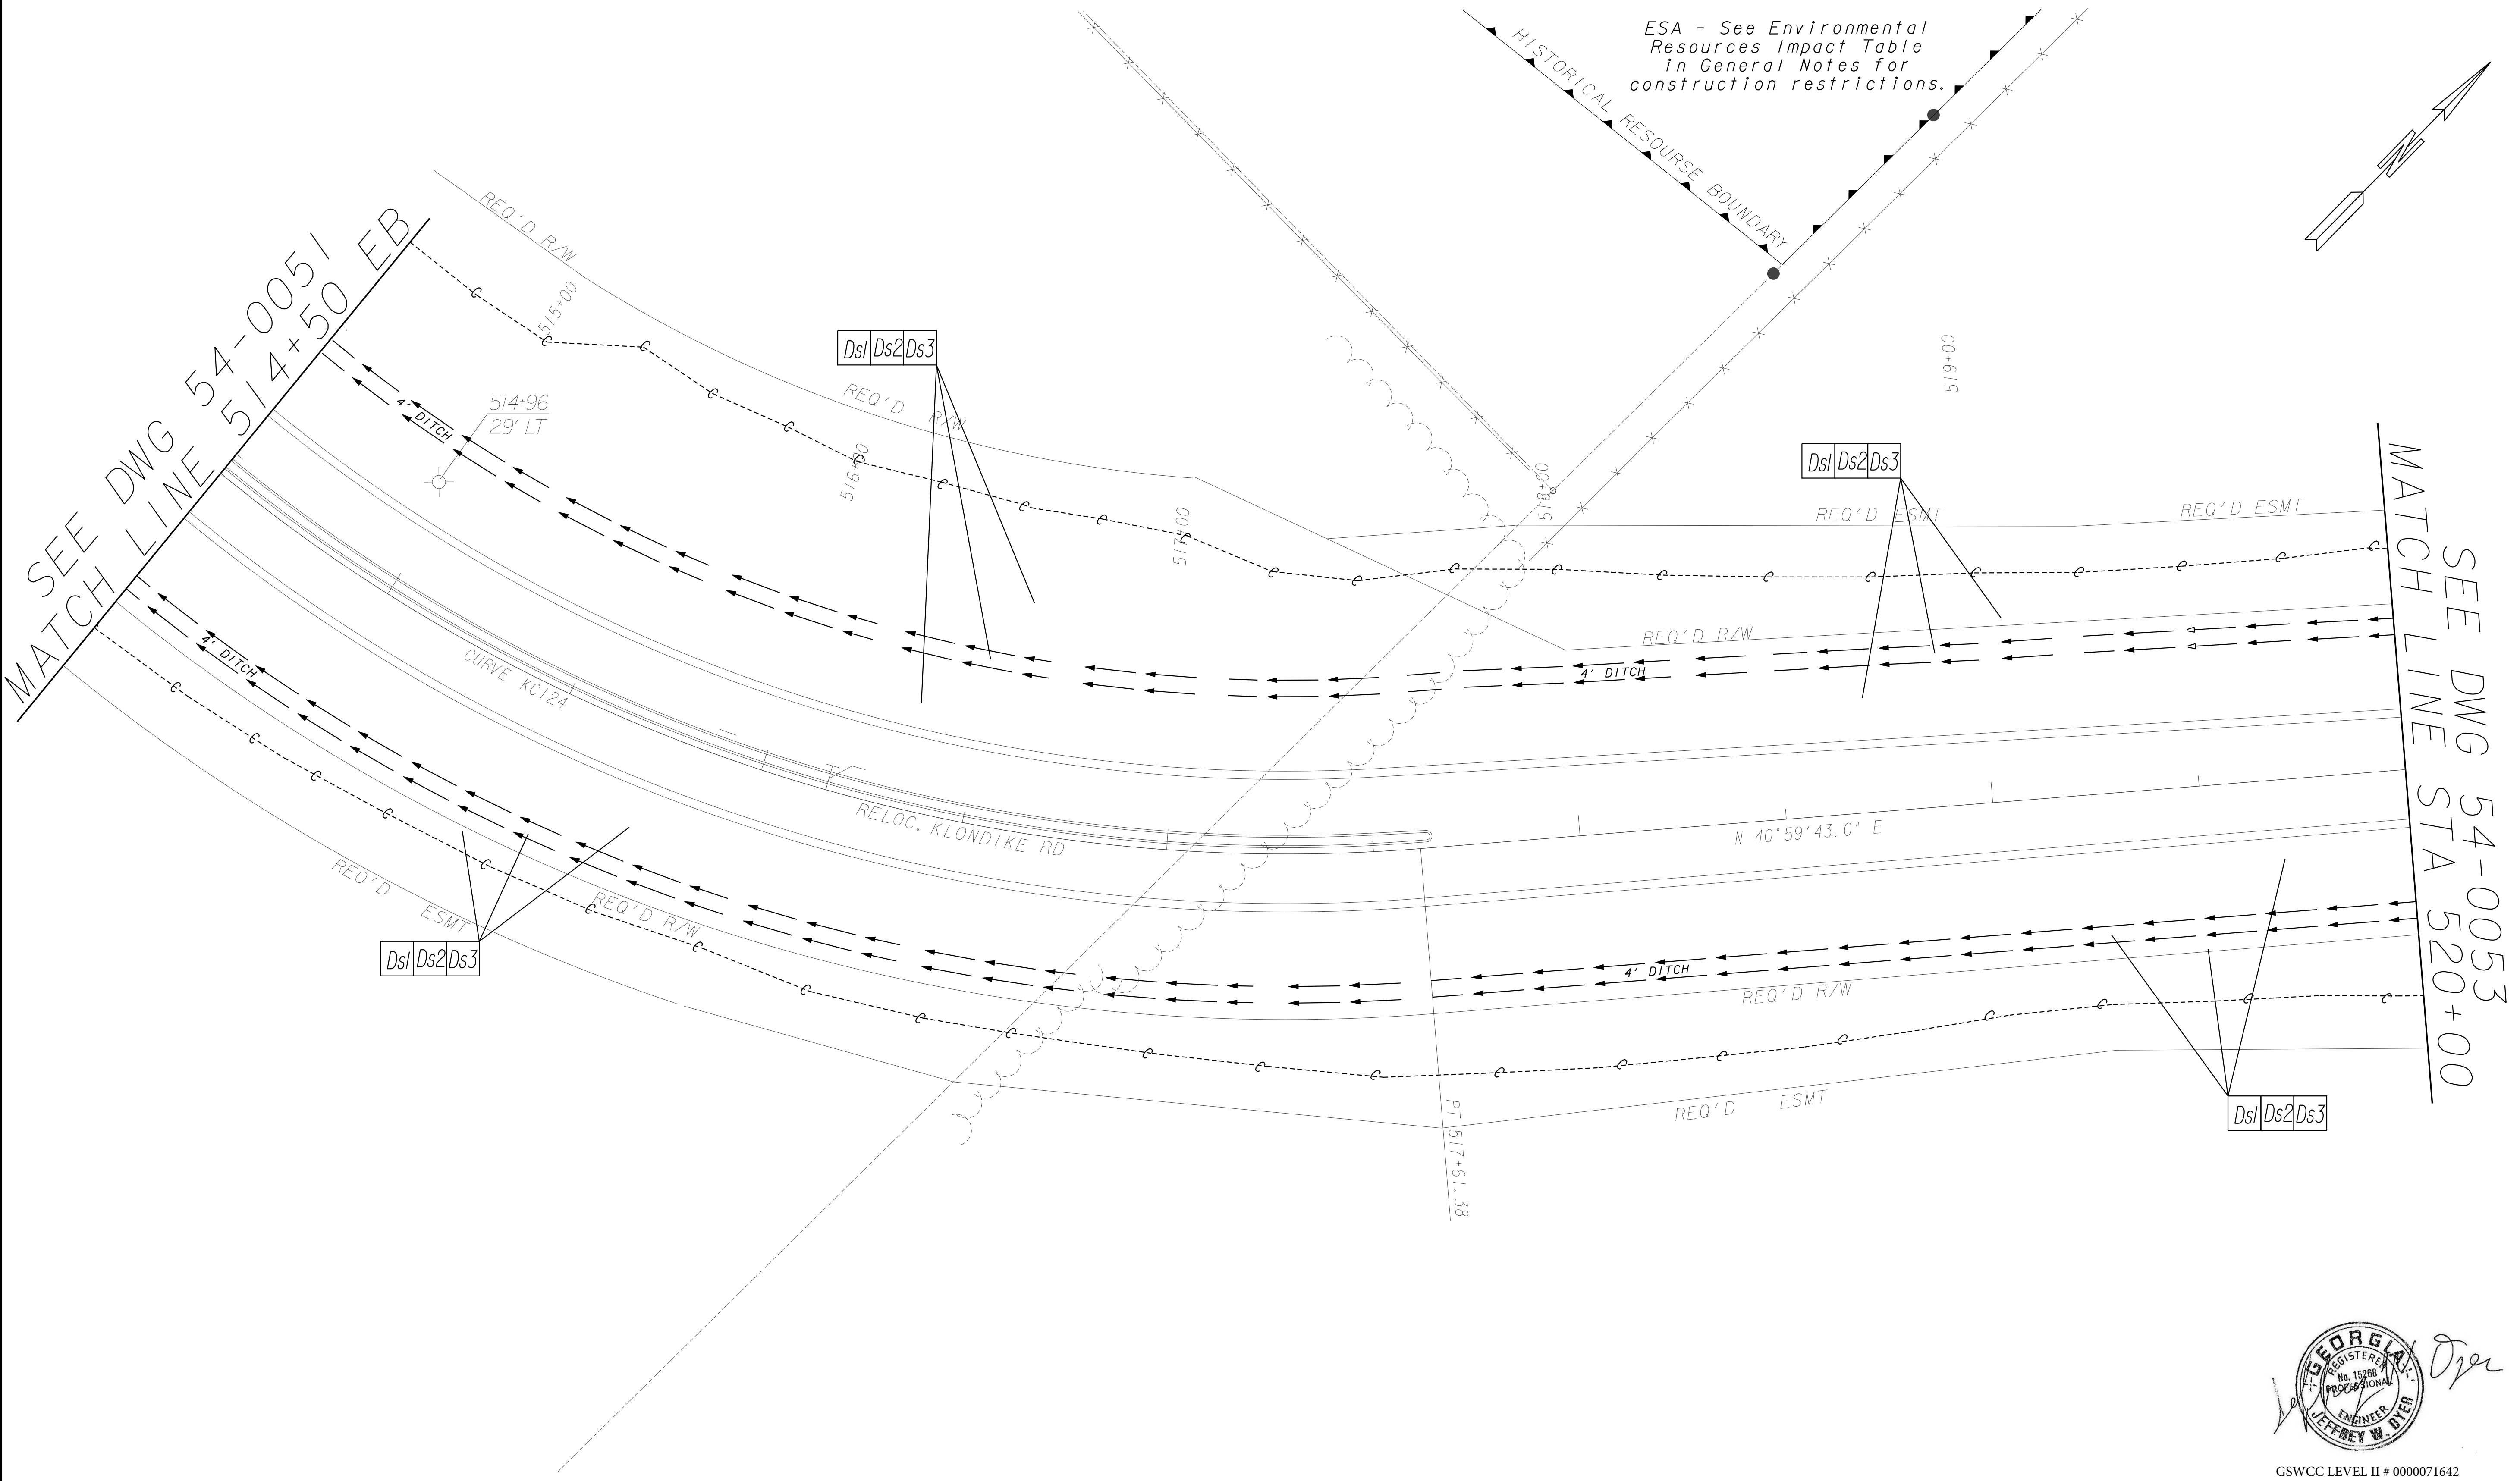 ESA - See Environmental
Resources Impact Table
in General Notes for
construction restrictions.
HISTORICAL RESOURSE BOUNDARY
N
SEE DWG 54-0051
MATCH LINE 514+50 EB
REQ'D R/W
515+00
514+96
29' LT
4' DITCH
Ds1 Ds2 Ds3
REQ'D R/W
516+00
517+00
518+00
519+00
Ds1 Ds2 Ds3
REQ'D ESMT
REQ'D ESMT
REQ'D R/W
4' DITCH
MATCH LINE STA 520+00
SEE DWG 54-0053
4' DITCH
CURVE KC124
RELOC. KLONDIKE RD
N 40°59'43.0" E
REQ'D ESMT
REQ'D R/W
Ds1 Ds2 Ds3
4' DITCH
REQ'D R/W
REQ'D ESMT
PT 517+61.38
Ds1 Ds2 Ds3
GEORGIA
REGISTERED
No. 15268
PROFESSIONAL
ENGINEER
JEFFREY W. DYER
GSWCC LEVEL II # 0000071642